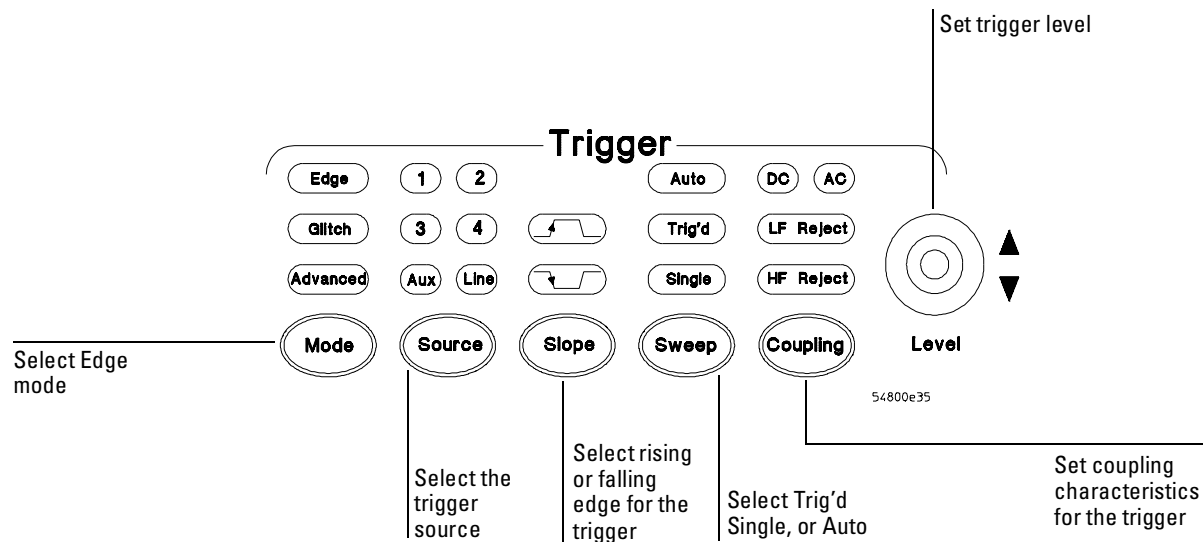 Set trigger level
Trigger
Edge 1 2 Auto DC AC
Glitch 3 4 Trig'd LF Reject
Advanced Aux Line Single HF Reject
Mode Source Slope Sweep Coupling Level
Select Edge
mode
54800e35
Select the
trigger
source
Select rising
or falling
edge for the
trigger
Select Trig'd
Single, or Auto
Set coupling
characteristics
for the trigger